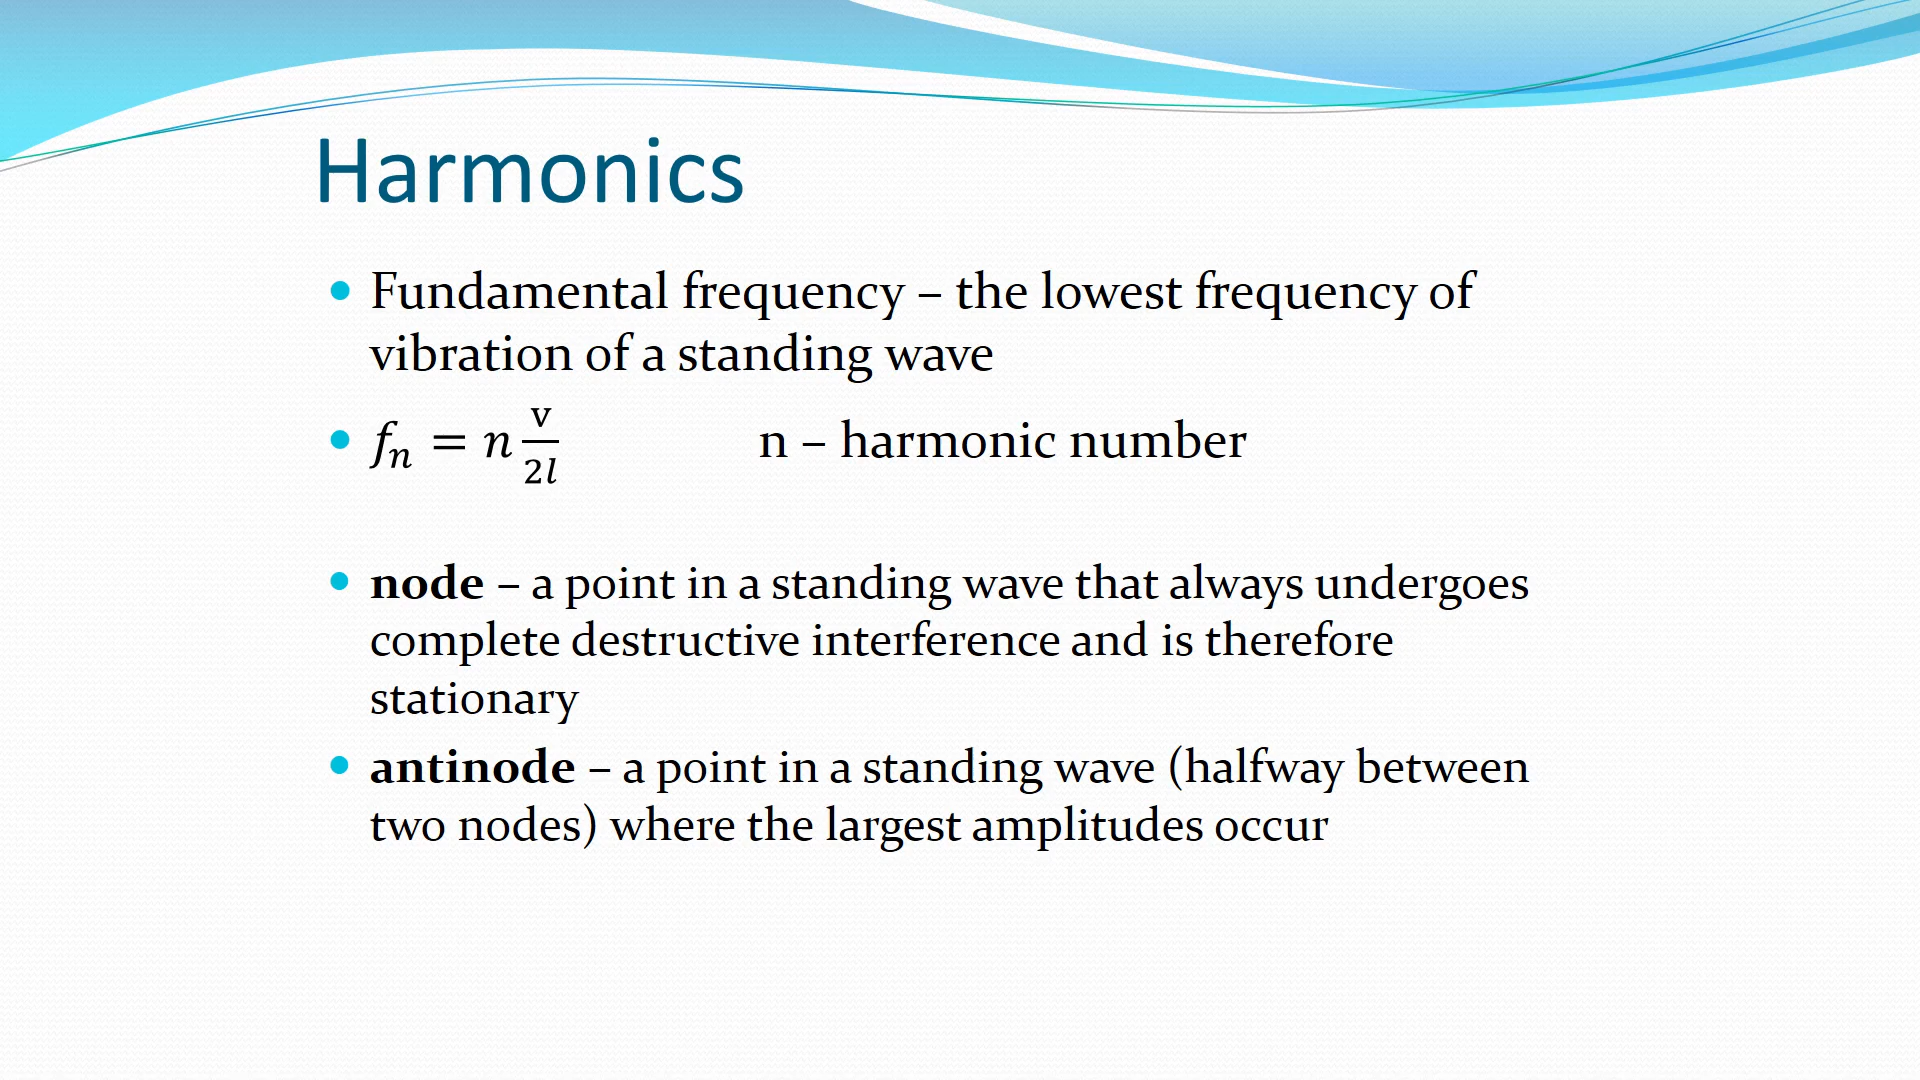 Harmonics
• Fundamental frequency – the lowest frequency of
vibration of a standing wave
• fₙ = n v/2l n – harmonic number
• node – a point in a standing wave that always undergoes
complete destructive interference and is therefore
stationary
• antinode – a point in a standing wave (halfway between
two nodes) where the largest amplitudes occur